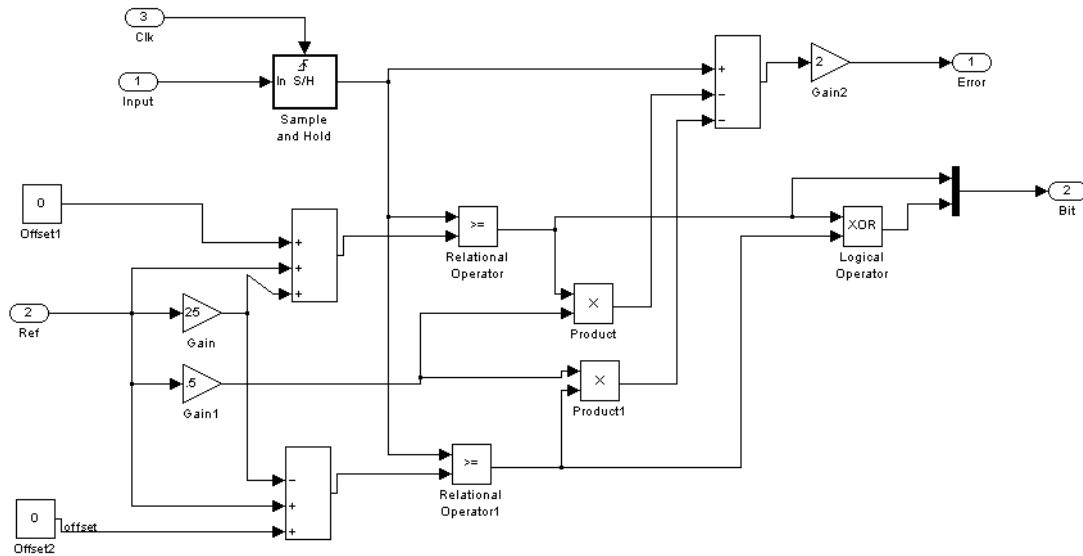 3
Clk
1
Input
In S/H
Sample
and Hold
+
−
−
2
Gain2
1
Error
0
Offset1
+
+
+
>=
Relational
Operator
XOR
Logical
Operator
2
Bit
2
Ref
25
Gain
×
Product
.5
Gain1
×
Product1
−
+
+
>=
Relational
Operator1
0
offset
Offset2